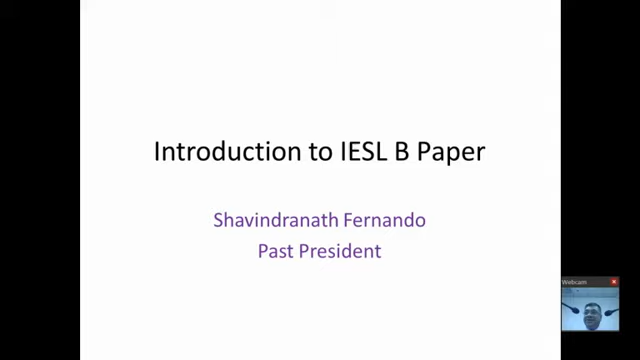 Introduction to IESL B Paper
Shavindranath Fernando
Past President
Webcam